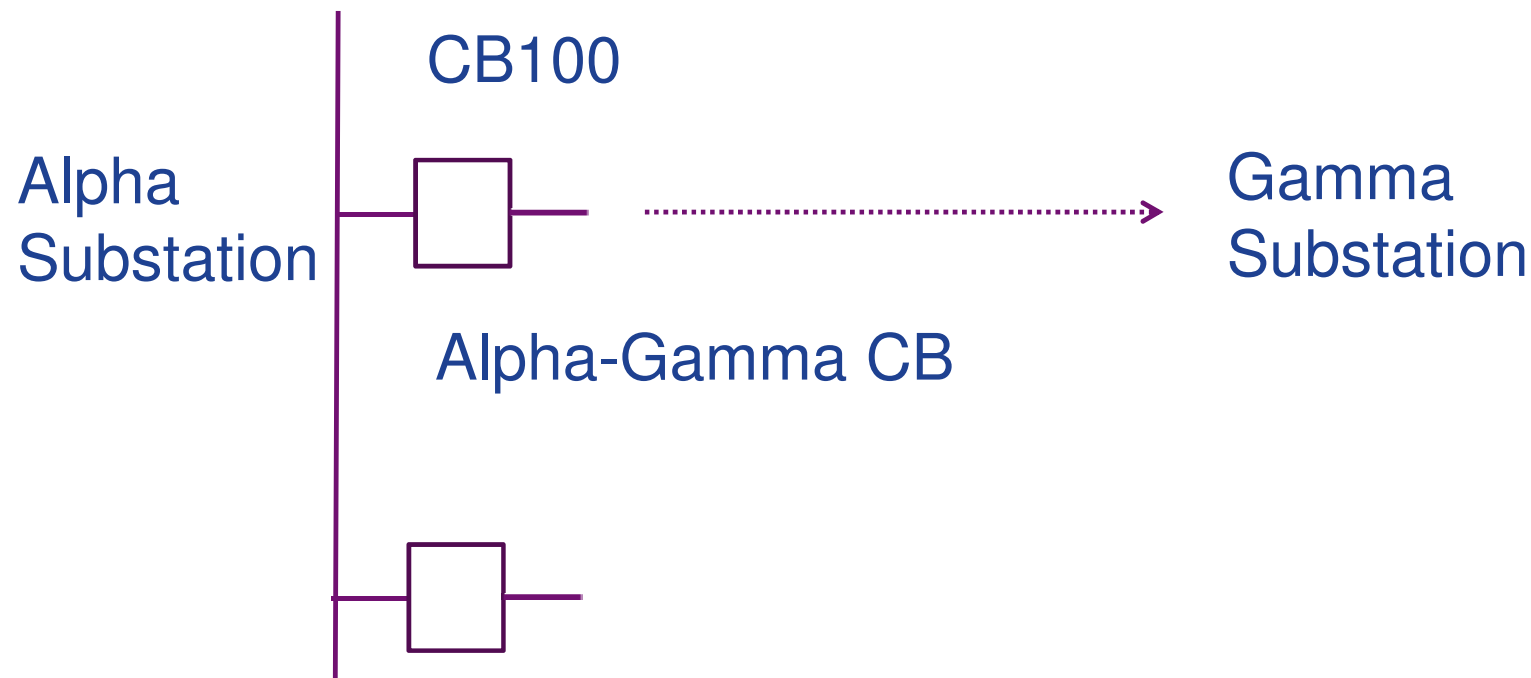 CB100
Alpha
Substation
Gamma
Substation
Alpha-Gamma CB